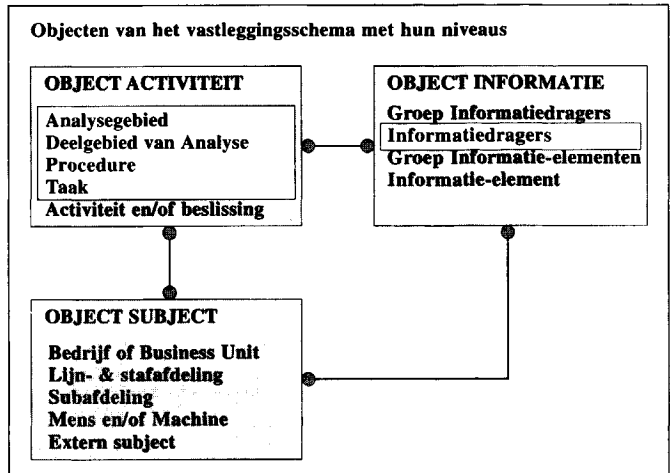 Objecten van het vastleggingsschema met hun niveaus
OBJECT ACTIVITEIT
Analysegebied
Deelgebied van Analyse
Procedure
Taak
Activiteit en/of beslissing
OBJECT INFORMATIE
Groep Informatiedragers
Informatiedragers
Groep Informatie-elementen
Informatie-element
OBJECT SUBJECT
Bedrijf of Business Unit
Lijn- & stafafdeling
Subafdeling
Mens en/of Machine
Extern subject